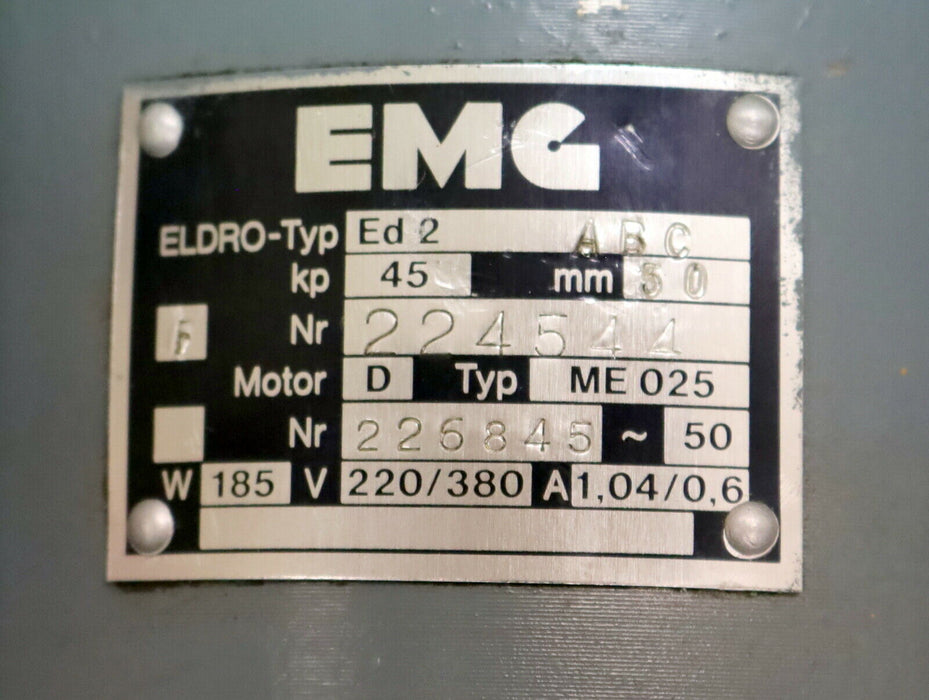 EMG
ELDRO-Typ Ed 2 ABC
kp 45 mm 50
Nr 224544
Motor D Typ ME 025
Nr 226845 ~ 50
W 185 V 220/380 A 1,04/0,6